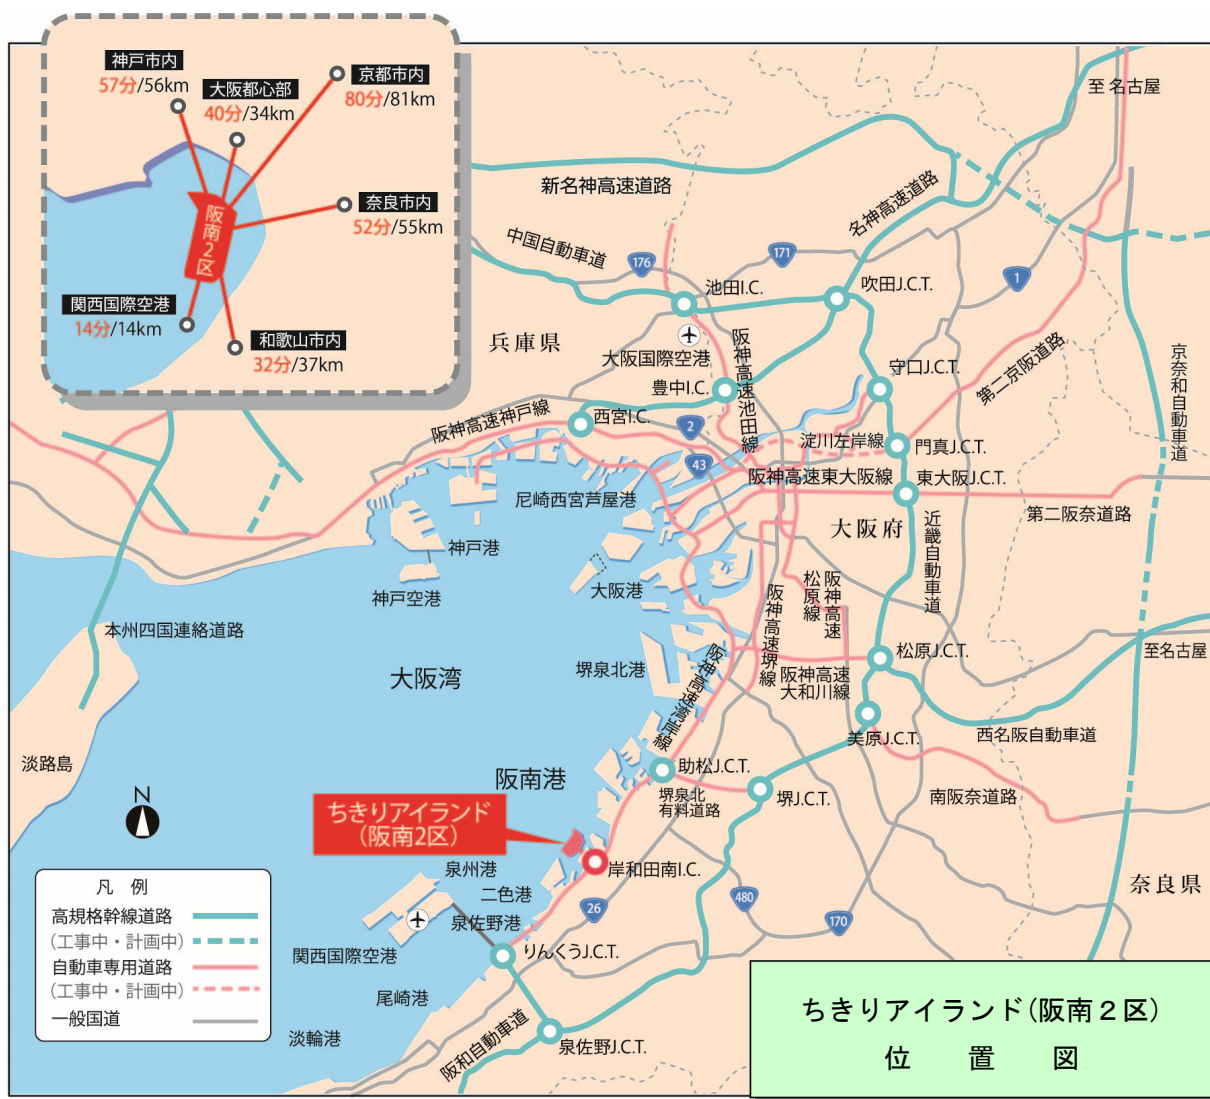 神戸市内
57分/56km
大阪都心部
40分/34km
京都市内
80分/81km
奈良市内
52分/55km
阪南2区
関西国際空港
14分/14km
和歌山市内
32分/37km
至 名古屋
新名神高速道路
名神高速道路
中国自動車道
176
171
1
池田I.C.
吹田J.C.T.
兵庫県
大阪国際空港
阪神高速池田線
守口J.C.T.
第二京阪道路
京奈和自動車道
豊中I.C.
阪神高速神戸線
西宮I.C.
2
43
淀川左岸線
門真J.C.T.
阪神高速東大阪線
東大阪J.C.T.
尼崎西宮芦屋港
大阪府
近畿自動車道
第二阪奈道路
神戸港
神戸空港
大阪港
阪神高速堺線
阪神高速
松原線
本州四国連絡道路
大阪湾
堺泉北港
阪神高速湾岸線
阪神高速
大和川線
松原J.C.T.
至名古屋
美原J.C.T.
西名阪自動車道
淡路島
阪南港
助松J.C.T.
堺泉北
有料道路
堺J.C.T.
南阪奈道路
N
ちきりアイランド
(阪南2区)
岸和田南I.C.
泉州港
二色港
泉佐野港
26
480
170
奈良県
関西国際空港
りんくうJ.C.T.
尾崎港
淡輪港
阪和自動車道
泉佐野J.C.T.
凡 例
高規格幹線道路
(工事中・計画中)
自動車専用道路
(工事中・計画中)
一般国道
ちきりアイランド(阪南２区)
位 置 図